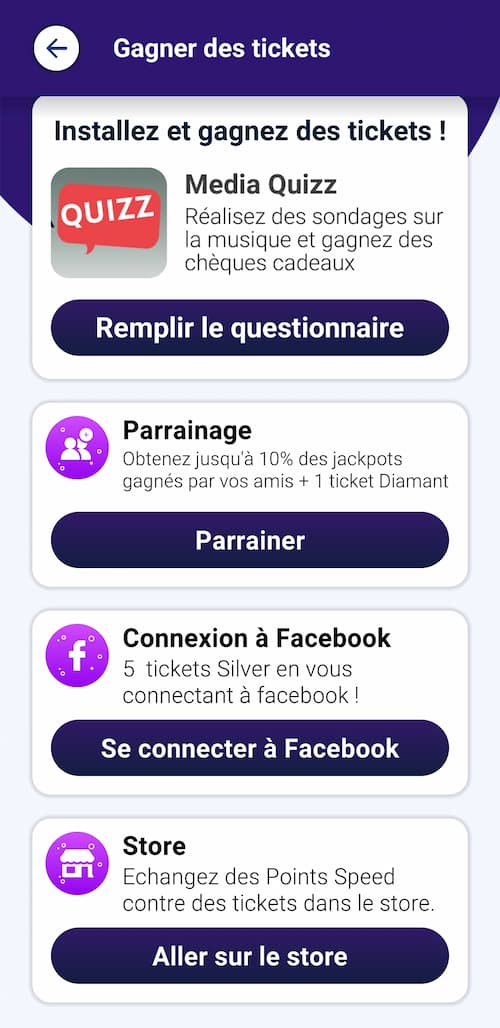 Gagner des tickets
Installez et gagnez des tickets !
QUIZZ
Media Quizz
Réalisez des sondages sur
la musique et gagnez des
chèques cadeaux
Remplir le questionnaire
Parrainage
Obtenez jusqu'à 10% des jackpots
gagnés par vos amis + 1 ticket Diamant
Parrainer
Connexion à Facebook
5 tickets Silver en vous
connectant à facebook !
Se connecter à Facebook
Store
Echangez des Points Speed
contre des tickets dans le store.
Aller sur le store